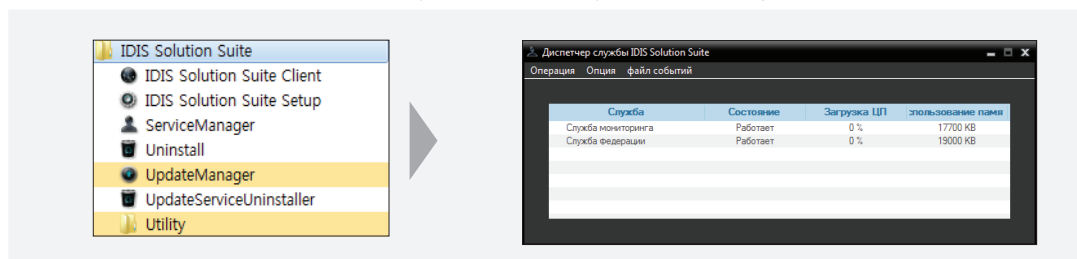 IDIS Solution Suite
IDIS Solution Suite Client
IDIS Solution Suite Setup
ServiceManager
Uninstall
UpdateManager
UpdateServiceUninstaller
Utility
Диспетчер службы IDIS Solution Suite
Операция Опция файл событий
Служба Состояние Загрузка ЦП спользование памя
Служба мониторинга Работает 0 % 17700 KB
Служба федерации Работает 0 % 19000 KB